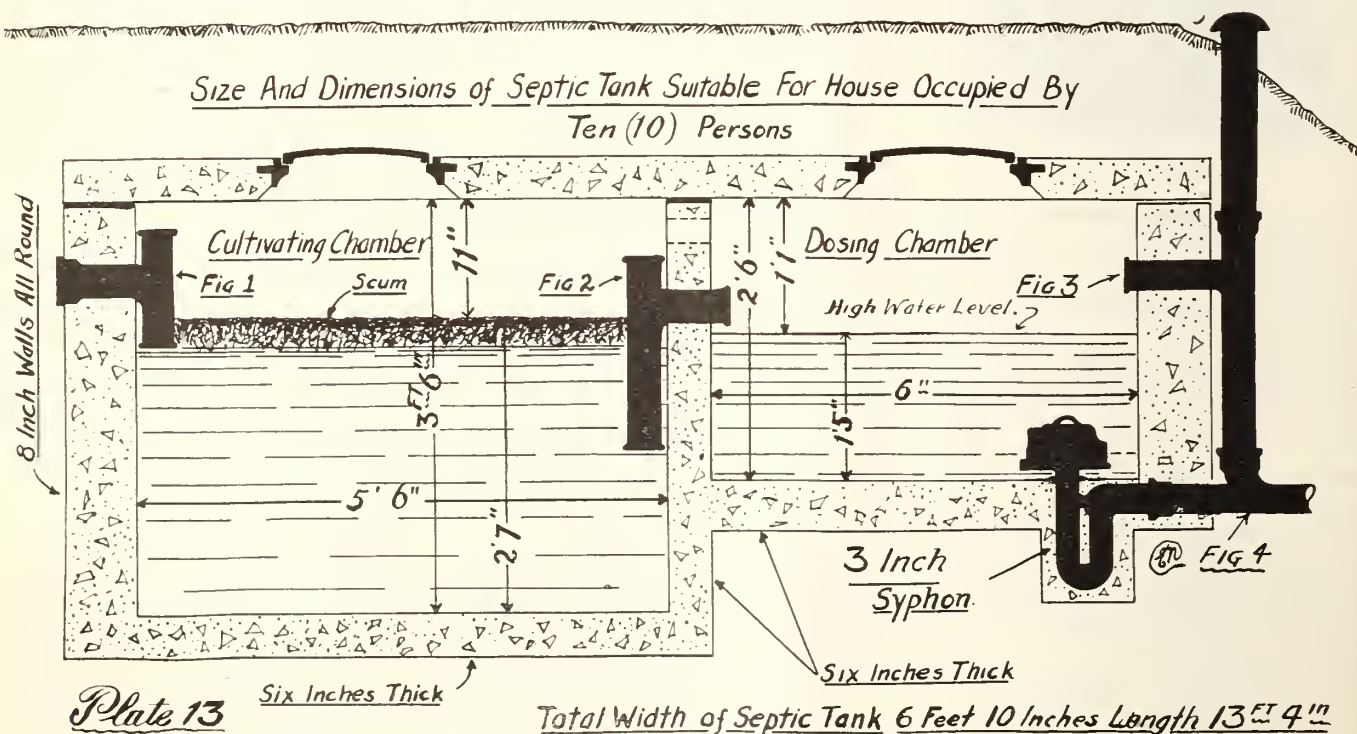 Size And Dimensions of Septic Tank Suitable For House Occupied By
Ten (10) Persons
8 Inch Walls All Round
Cultivating Chamber
Fig 1
Scum
11"
Fig 2
Dosing Chamber
2'6"
1'1"
Fig 3
High Water Level.
3 FT 6 in
6"
1'5"
5' 6"
2'7"
3 Inch
Syphon
FIG 4
Six Inches Thick
Six Inches Thick
Plate 13
Total Width of Septic Tank 6 Feet 10 Inches Length 13 FT 4 in